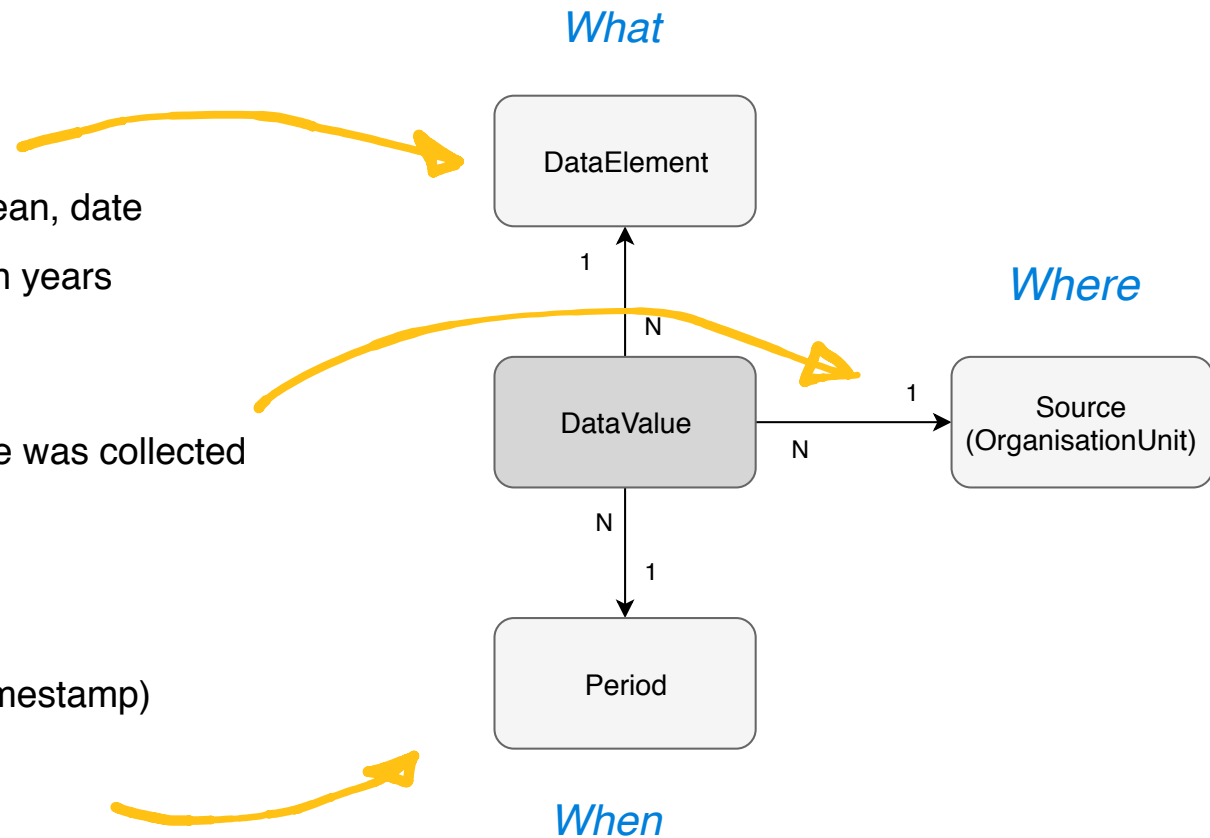 What
DataElement
ean, date
n years
1
Where
N
1
DataValue
Source
(OrganisationUnit)
e was collected
N
N
1
Period
mestamp)
When